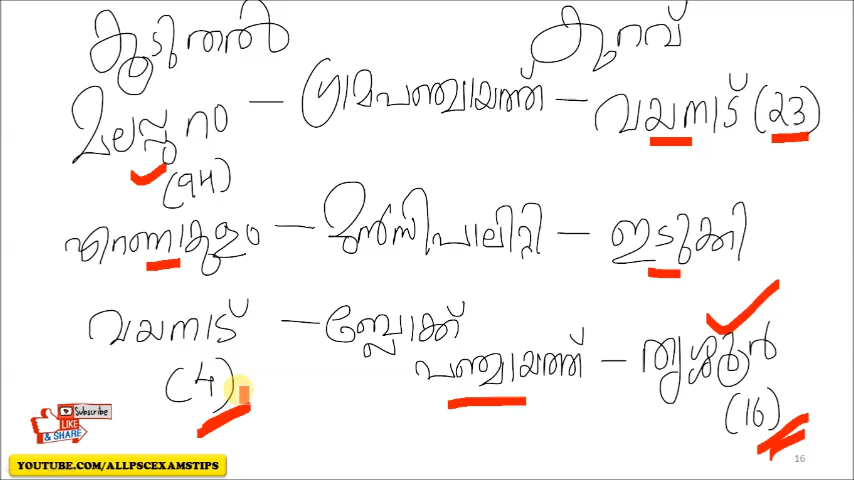 കൂടുതൽ കുറവ്
മലപ്പുറം - ഗ്രാമപഞ്ചായത്ത് - വയനാട് (23)
(94)
എറണാകുളം - മുൻസിപാലിറ്റി - ഇടുക്കി
വയനാട് - ബ്ലോക്ക്
പഞ്ചായത്ത് - തൃശ്ശൂർ
(4) (16)
Subscribe
LIKE
& SHARE
YOUTUBE.COM/ALLPSCEXAMSTIPS
16